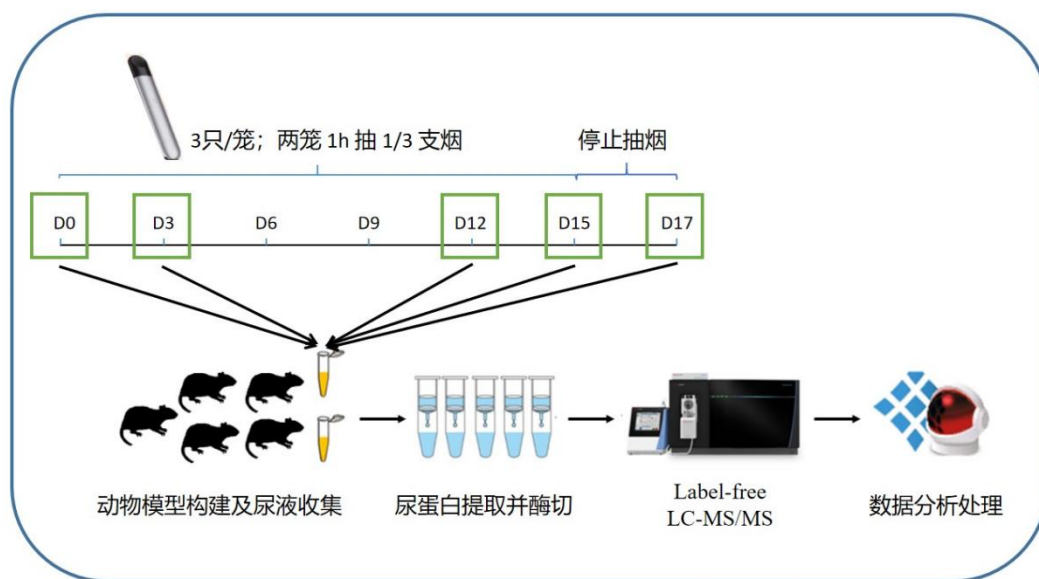 3只/笼；两笼 1h 抽 1/3 支烟
停止抽烟
D0 D3 D6 D9 D12 D15 D17
动物模型构建及尿液收集
尿蛋白提取并酶切
Label-free
LC-MS/MS
数据分析处理